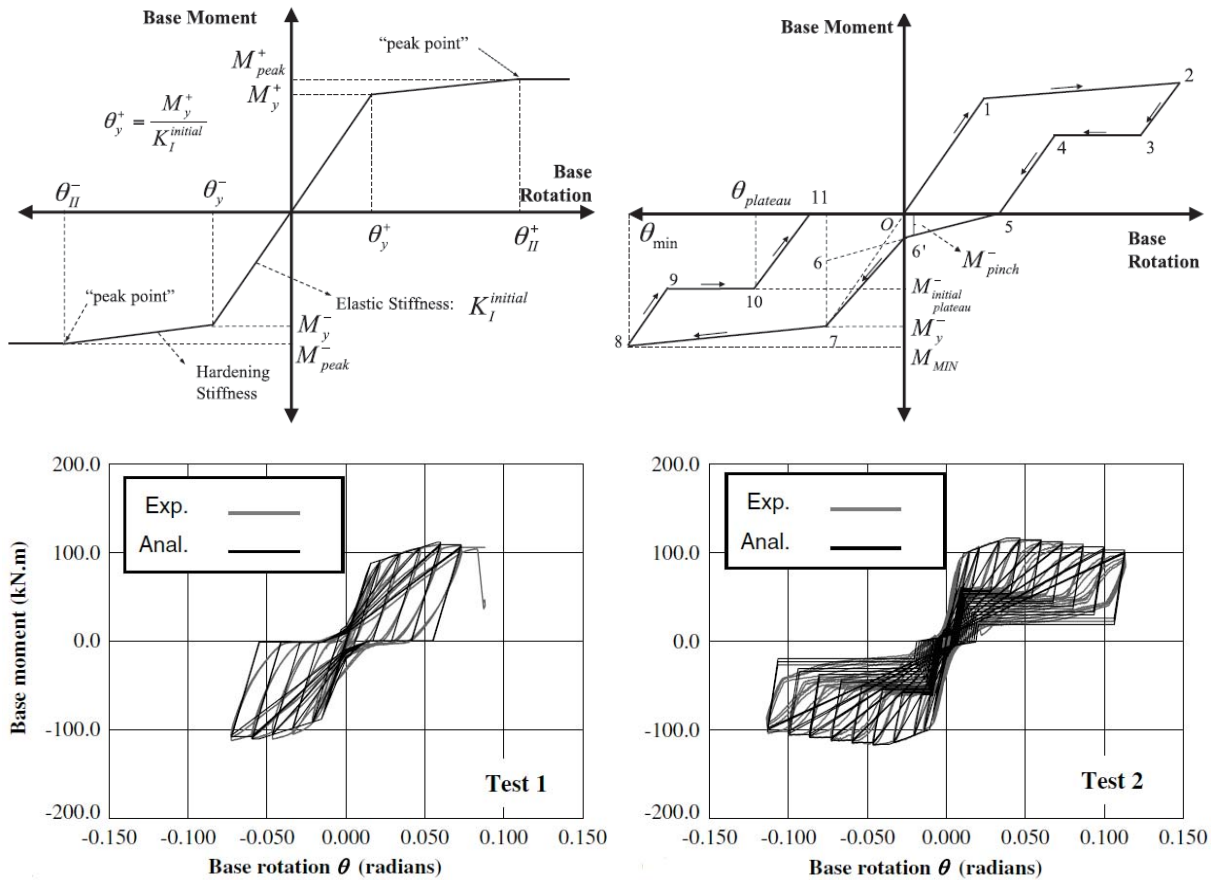 Base Moment
"peak point"
M⁺peak
M⁺y
θ⁺y = M⁺y / K_I^initial
θ⁻II
θ⁻y
Base
Rotation
θ⁺y
θ⁺II
"peak point"
Elastic Stiffness: K_I^initial
M⁻y
M⁻peak
Hardening
Stiffness
Base Moment
2
1
4
3
θplateau
11
O
5
θmin
6
6'
M⁻pinch
Base
Rotation
9
10
M⁻initial plateau
M⁻y
8
7
M_MIN
200.0
100.0
0.0
-100.0
-200.0
Base moment (kN.m)
Exp.
Anal.
Test 1
-0.150
-0.100
-0.050
0.000
0.050
0.100
0.150
Base rotation θ (radians)
200.0
100.0
0.0
-100.0
-200.0
Exp.
Anal.
Test 2
-0.150
-0.100
-0.050
0.000
0.050
0.100
0.150
Base rotation θ (radians)